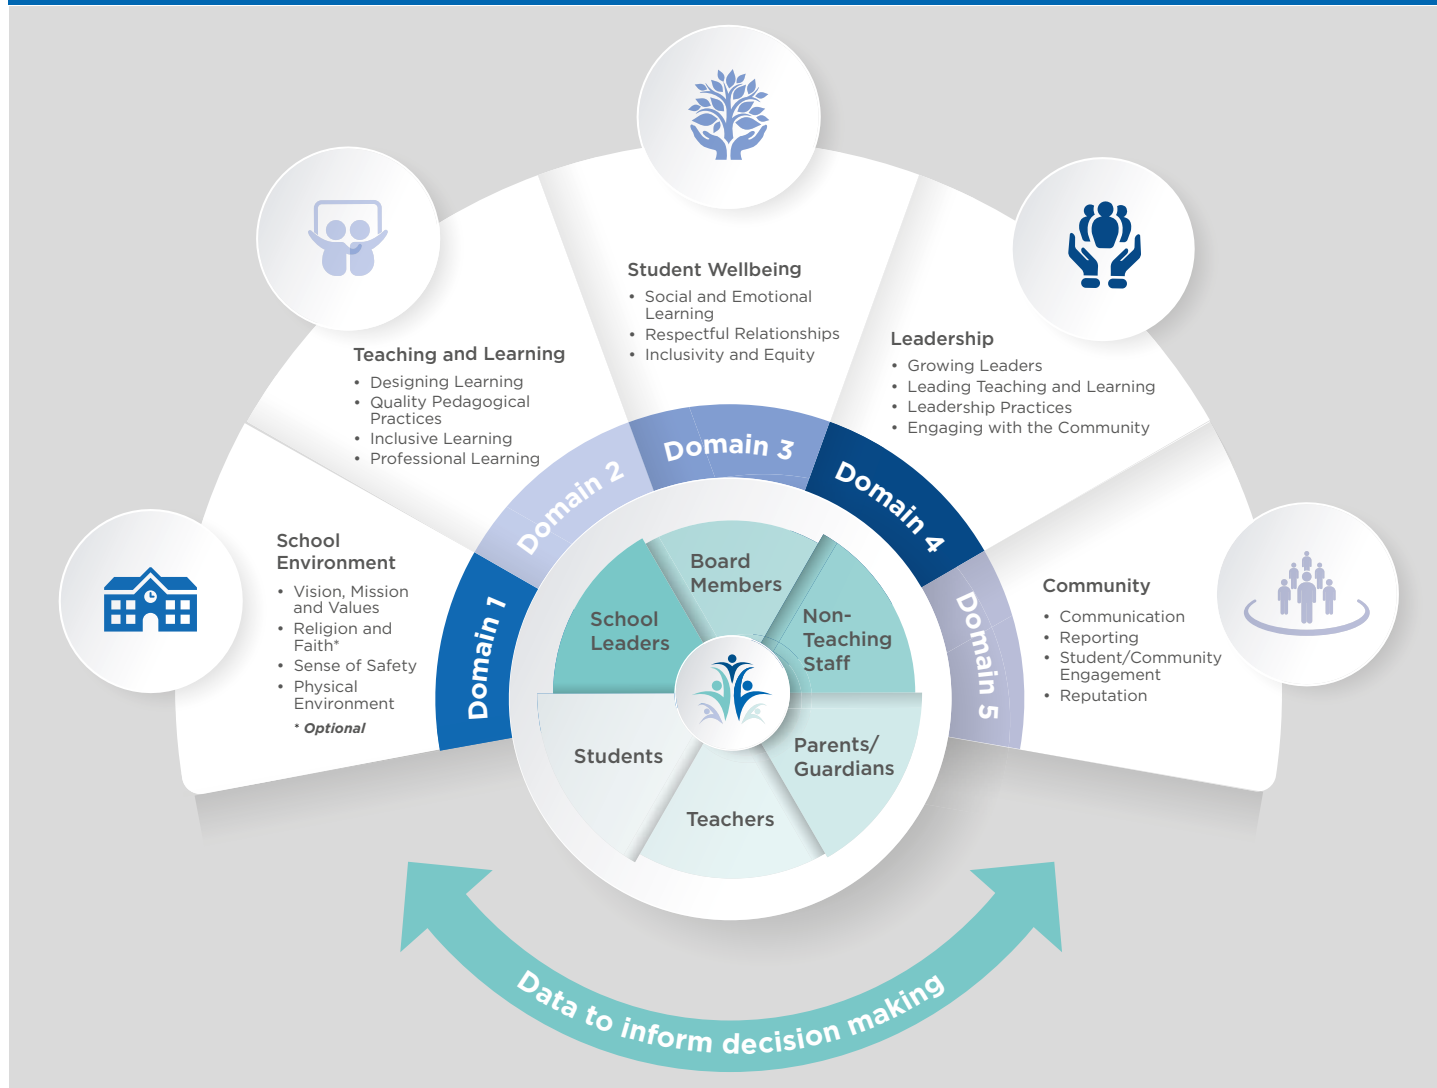 Student Wellbeing
• Social and Emotional
Learning
• Respectful Relationships
• Inclusivity and Equity
Teaching and Learning
• Designing Learning
• Quality Pedagogical
Practices
• Inclusive Learning
• Professional Learning
Leadership
• Growing Leaders
• Leading Teaching and Learning
• Leadership Practices
• Engaging with the Community
School
Environment
• Vision, Mission
and Values
• Religion and
Faith*
• Sense of Safety
• Physical
Environment
* Optional
Community
• Communication
• Reporting
• Student/Community
Engagement
• Reputation
Domain 1
Domain 2
Domain 3
Domain 4
Domain 5
School
Leaders
Board
Members
Non-
Teaching
Staff
Students
Teachers
Parents/
Guardians
Data to inform decision making